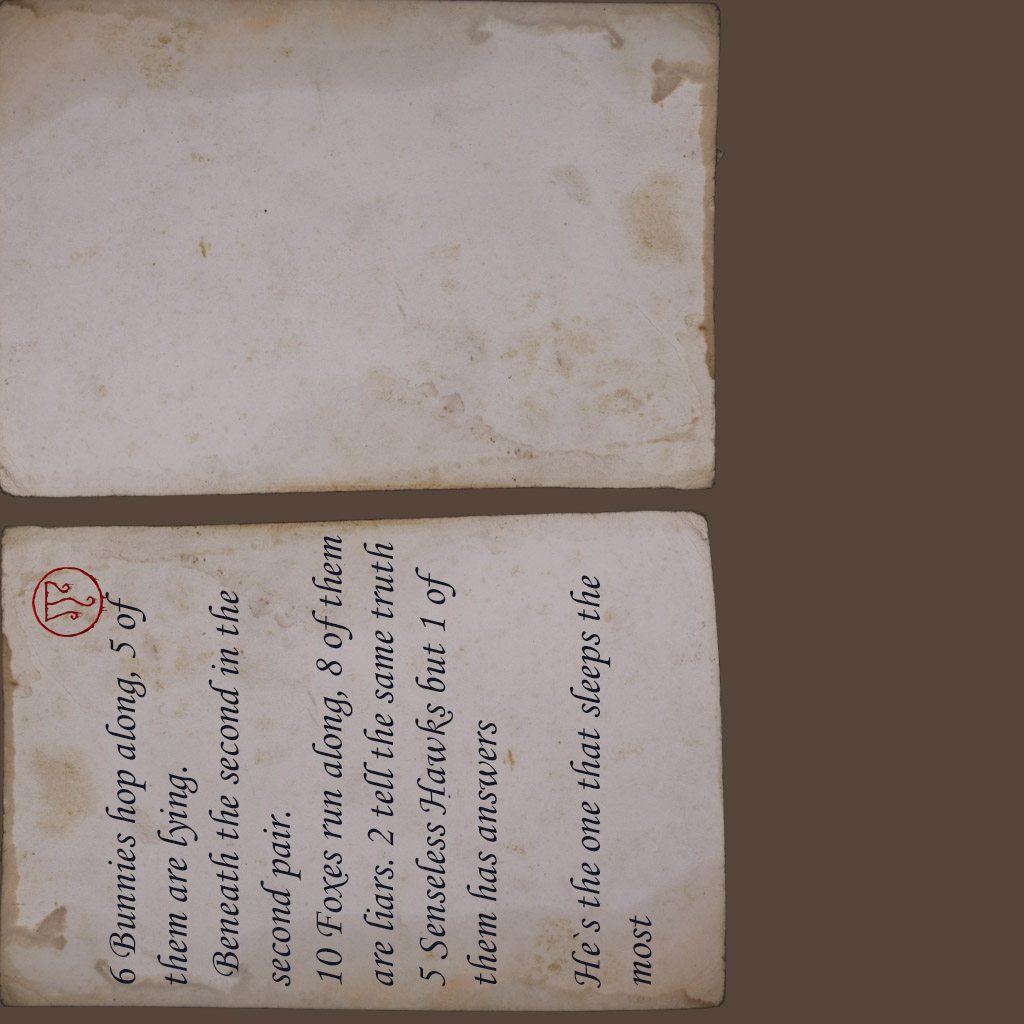 6 Bunnies hop along, 5 of
them are lying.
Beneath the second in the
second pair.
10 Foxes run along, 8 of them
are liars. 2 tell the same truth
5 Senseless Hawks but 1 of
them has answers
He`s the one that sleeps the
most